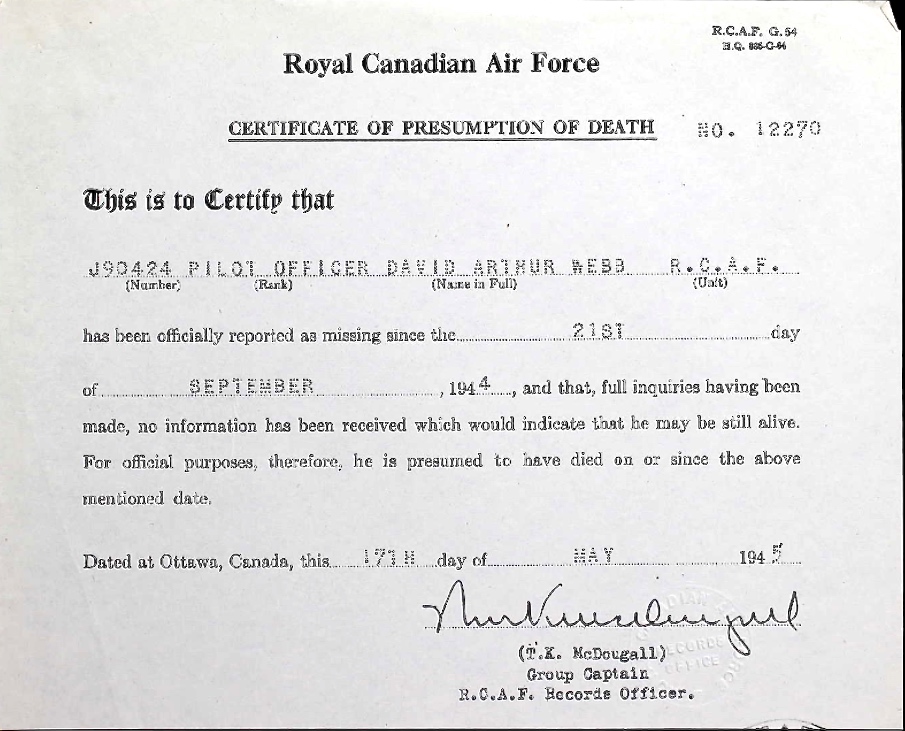 R.C.A.F. G.54
H.Q. 885-G-54
Royal Canadian Air Force
CERTIFICATE OF PRESUMPTION OF DEATH NO. 12270
This is to Certify that
J90424 PILOT OFFICER DAVID ARTHUR WEBB R.C.A.F.
(Number) (Rank) (Name in Full) (Unit)
has been officially reported as missing since the 21ST day
of SEPTEMBER, 1944, and that, full inquiries having been
made, no information has been received which would indicate that he may be still alive.
For official purposes, therefore, he is presumed to have died on or since the above
mentioned date.
Dated at Ottawa, Canada, this 17TH day of MAY 1945
(T.K. McDougall)
Group Captain
R.C.A.F. Records Officer.
RECORDS
OFFICE